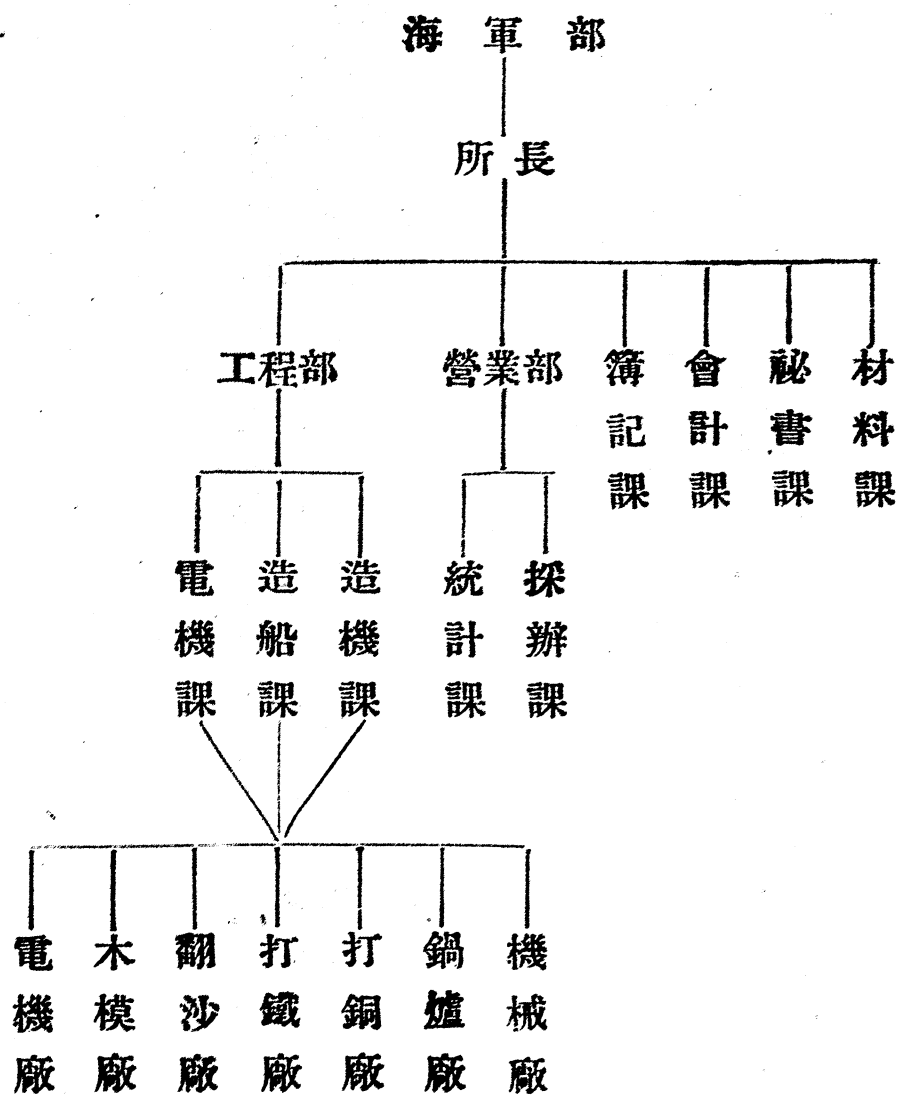 海軍部
所長
工程部
營業部
簿記課
會計課
祕書課
材料課
電機課
造船課
造機課
統計課
採辦課
電機廠
木模廠
翻沙廠
打鐵廠
打銅廠
鍋爐廠
機械廠